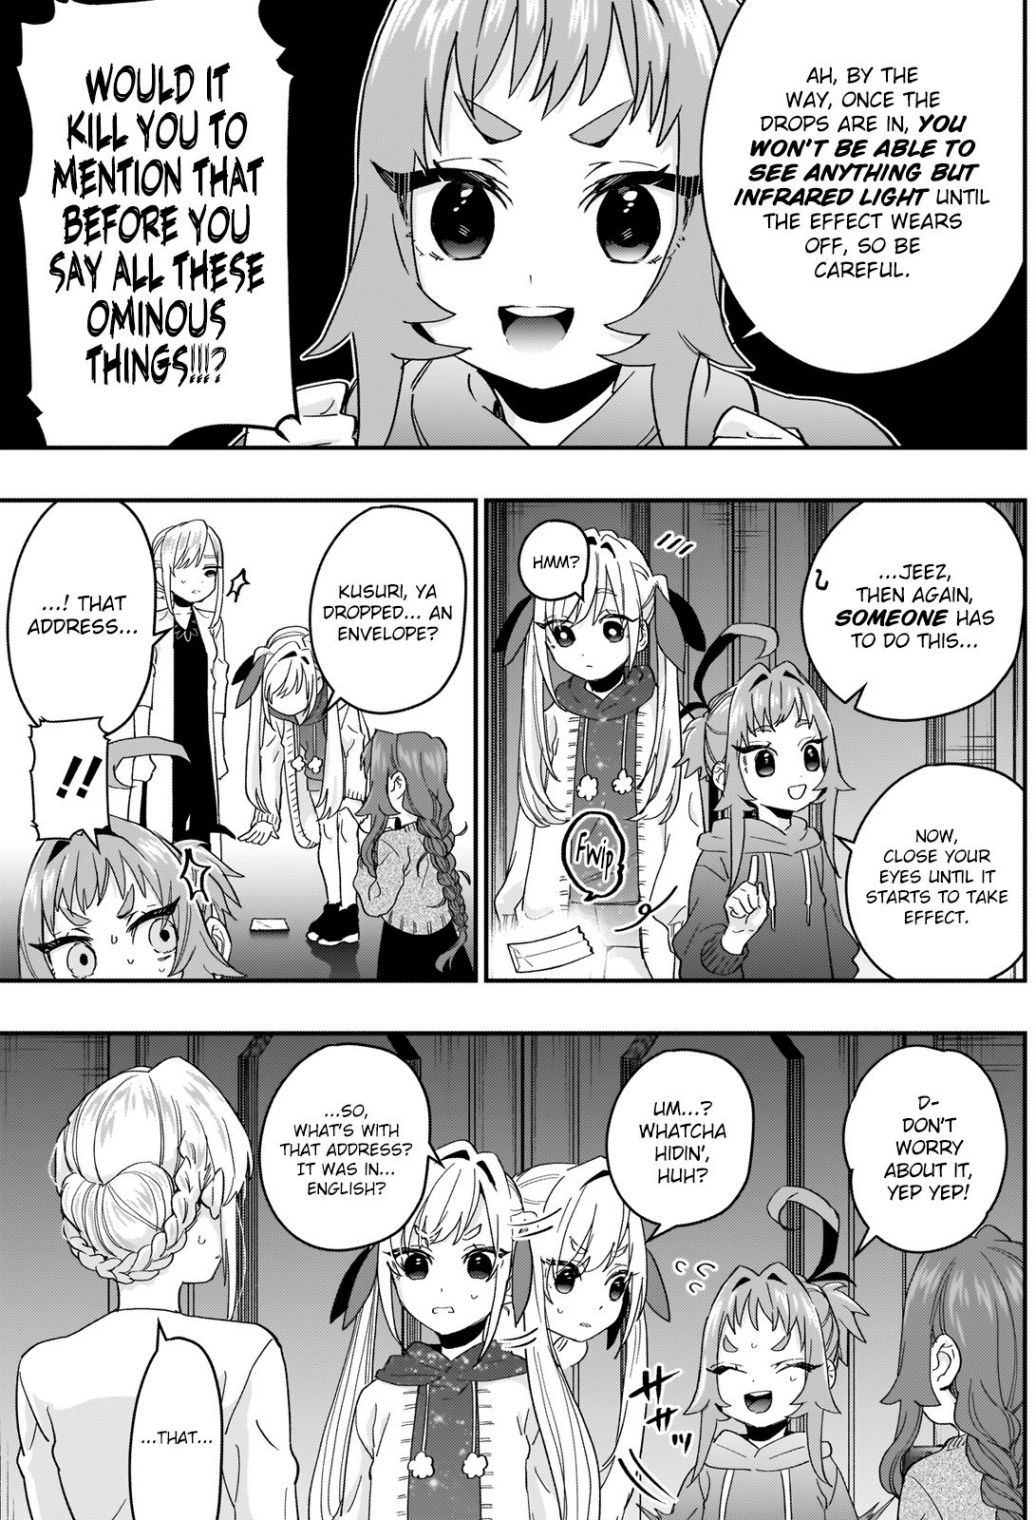 AH, BY THE
WAY, ONCE THE
DROPS ARE IN, YOU
WON'T BE ABLE TO
SEE ANYTHING BUT
INFRARED LIGHT UNTIL
THE EFFECT WEARS
OFF, SO BE
CAREFUL.
WOULD IT
KILL YOU TO
MENTION THAT
BEFORE YOU
SAY ALL THESE
OMINOUS
THINGS!!!?
...JEEZ,
THEN AGAIN,
SOMEONE HAS
TO DO THIS...
HMM?
NOW,
CLOSE YOUR
EYES UNTIL IT
STARTS TO TAKE
EFFECT.
Fwip
KUSURI, YA
DROPPED... AN
ENVELOPE?
...! THAT
ADDRESS...
!!
D-
DON'T
WORRY
ABOUT IT,
YEP YEP!
UM...?
WHATCHA
HIDIN',
HUH?
...SO,
WHAT'S WITH
THAT ADDRESS?
IT WAS IN...
ENGLISH?
ササッ
...THAT...